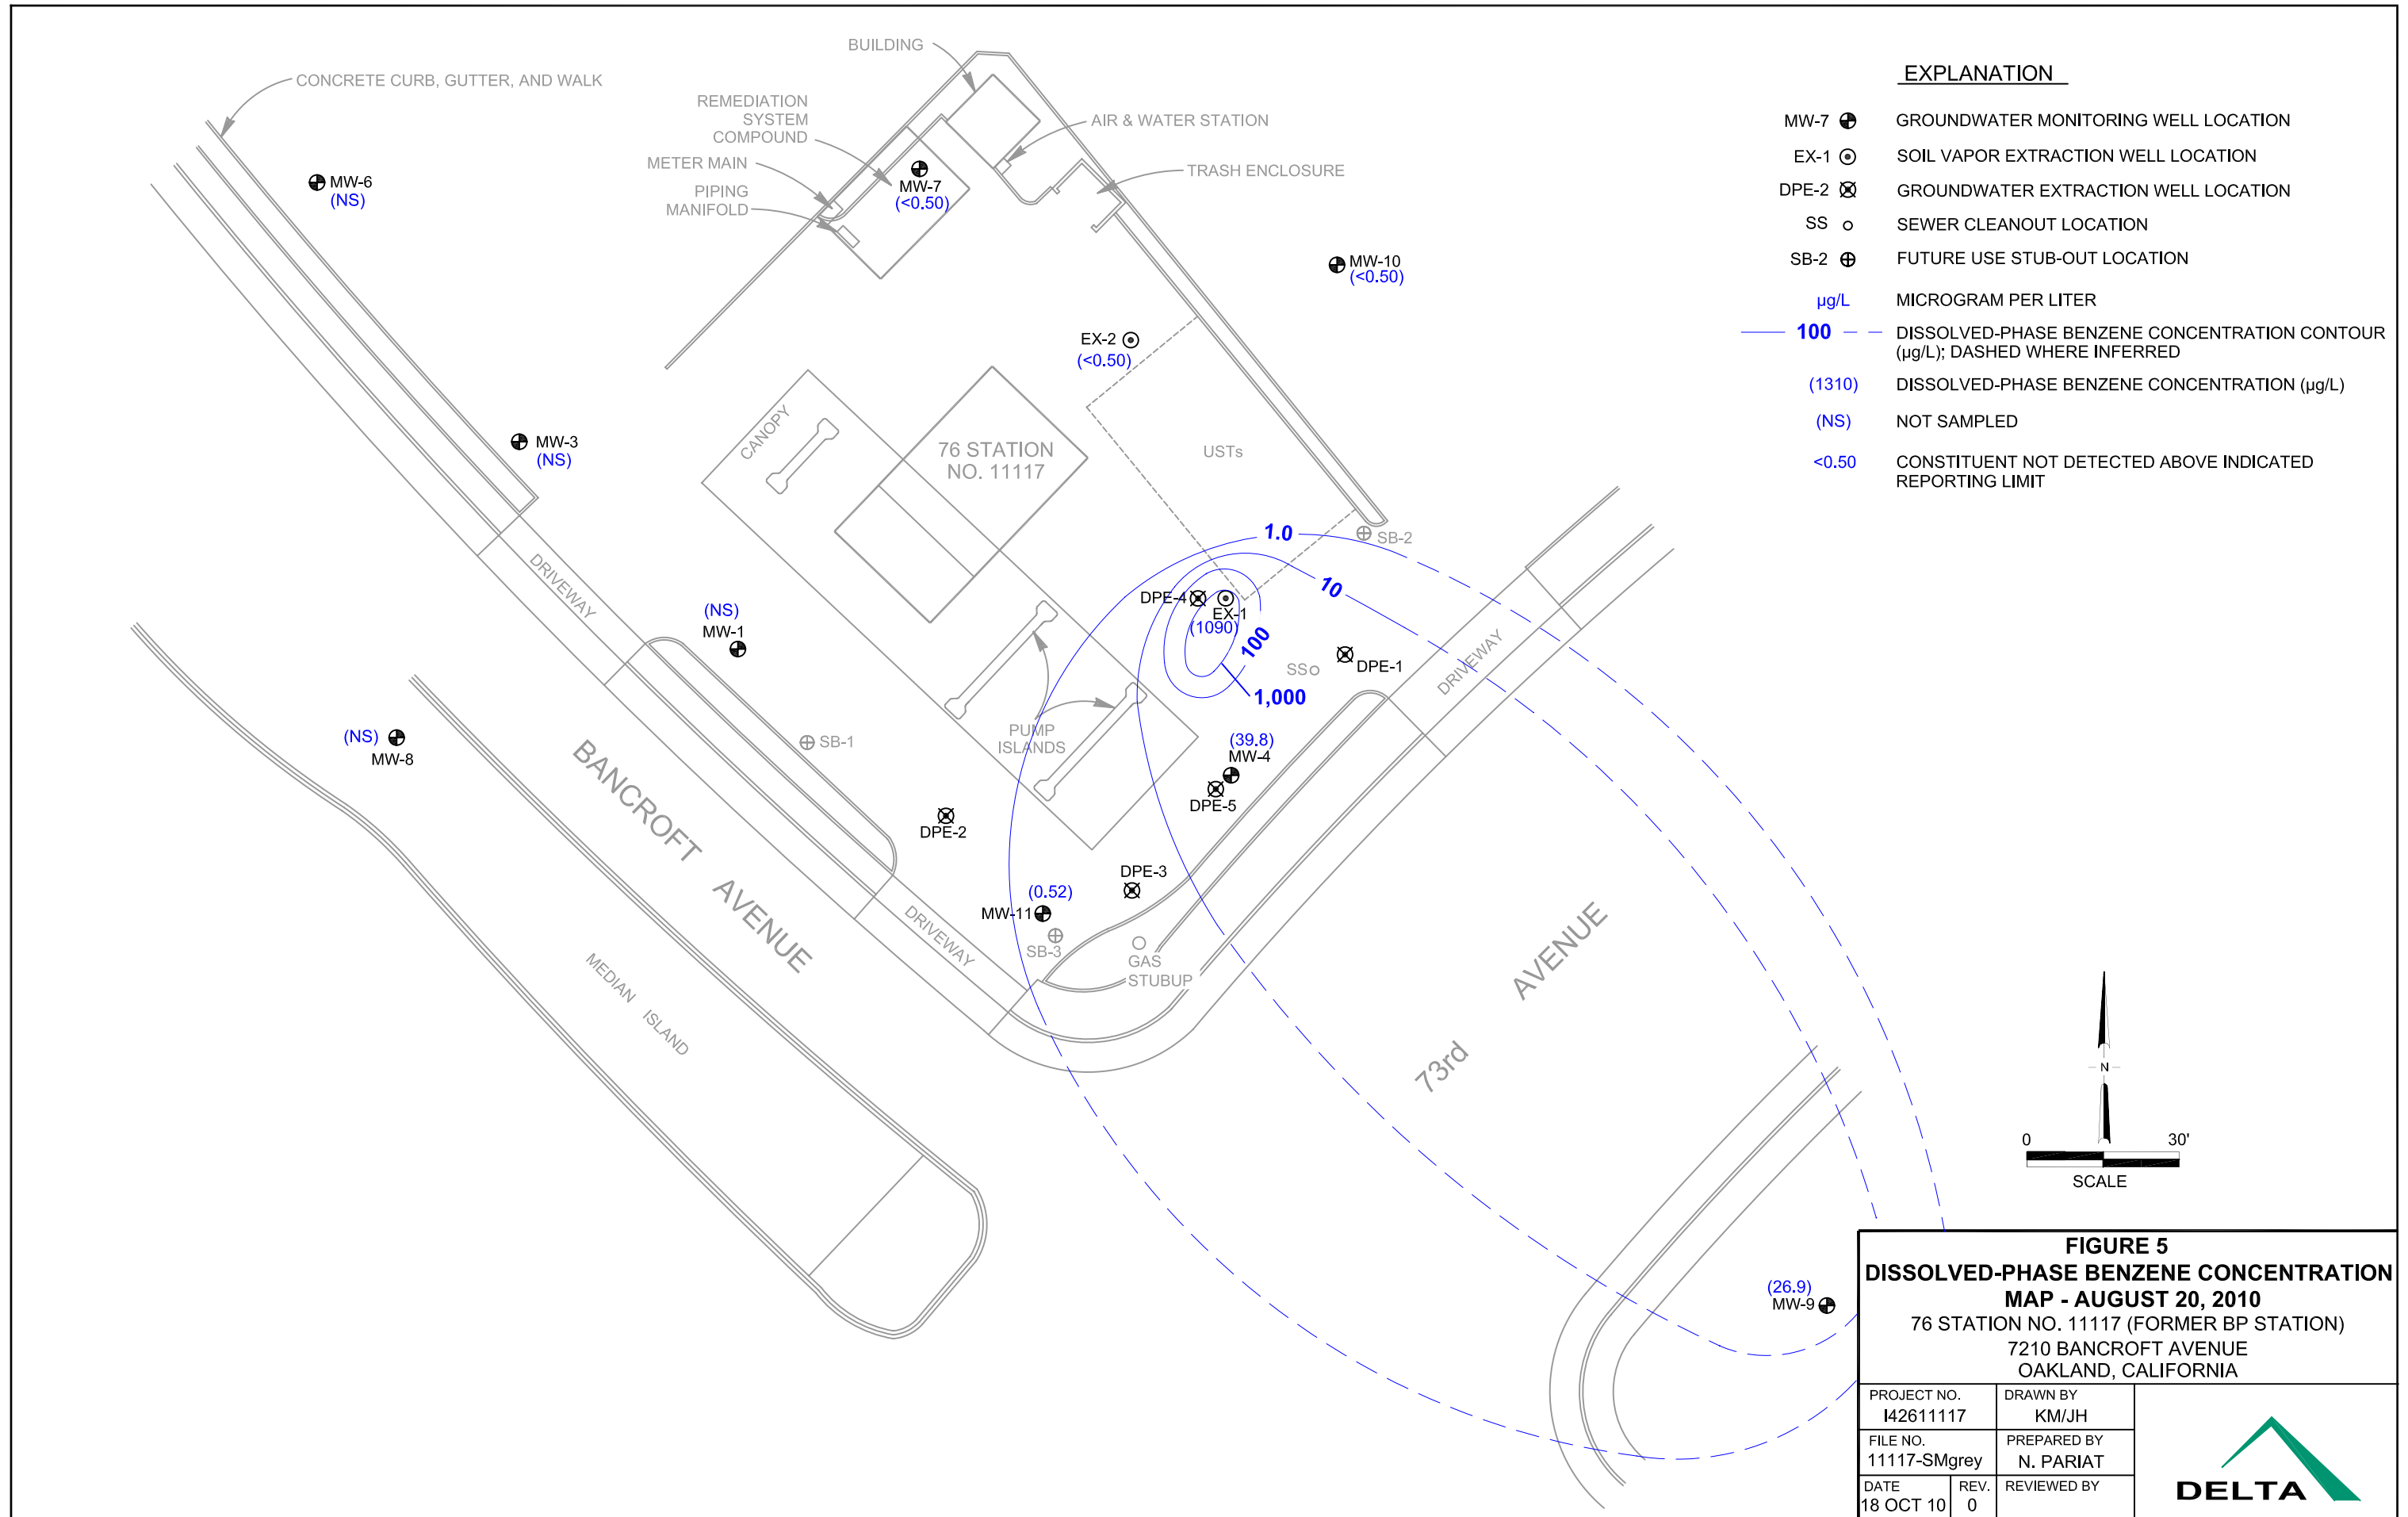 BUILDING
CONCRETE CURB, GUTTER, AND WALK
REMEDIATION
SYSTEM
COMPOUND
AIR & WATER STATION
METER MAIN
TRASH ENCLOSURE
PIPING
MANIFOLD
MW-6
(NS)
MW-7
(<0.50)
MW-10
(<0.50)
EX-2
(<0.50)
CANOPY
76 STATION
NO. 11117
USTs
MW-3
(NS)
1.0
SB-2
DRIVEWAY
10
DPE-4
EX-1
(1090)
100
(NS)
MW-1
SS
DPE-1
DRIVEWAY
1,000
PUMP
ISLANDS
(NS)
MW-8
SB-1
(39.8)
MW-4
DPE-5
BANCROFT AVENUE
DPE-2
DPE-3
(0.52)
MW-11
SB-3
DRIVEWAY
GAS
STUBUP
MEDIAN ISLAND
73rd AVENUE
(26.9)
MW-9
EXPLANATION
MW-7 GROUNDWATER MONITORING WELL LOCATION
EX-1 SOIL VAPOR EXTRACTION WELL LOCATION
DPE-2 GROUNDWATER EXTRACTION WELL LOCATION
SS SEWER CLEANOUT LOCATION
SB-2 FUTURE USE STUB-OUT LOCATION
µg/L MICROGRAM PER LITER
100 DISSOLVED-PHASE BENZENE CONCENTRATION CONTOUR
(µg/L); DASHED WHERE INFERRED
(1310) DISSOLVED-PHASE BENZENE CONCENTRATION (µg/L)
(NS) NOT SAMPLED
<0.50 CONSTITUENT NOT DETECTED ABOVE INDICATED
REPORTING LIMIT
N
0 30'
SCALE
FIGURE 5
DISSOLVED-PHASE BENZENE CONCENTRATION
MAP - AUGUST 20, 2010
76 STATION NO. 11117 (FORMER BP STATION)
7210 BANCROFT AVENUE
OAKLAND, CALIFORNIA
PROJECT NO.
I42611117
DRAWN BY
KM/JH
FILE NO.
11117-SMgrey
PREPARED BY
N. PARIAT
DATE
18 OCT 10
REV.
0
REVIEWED BY
DELTA